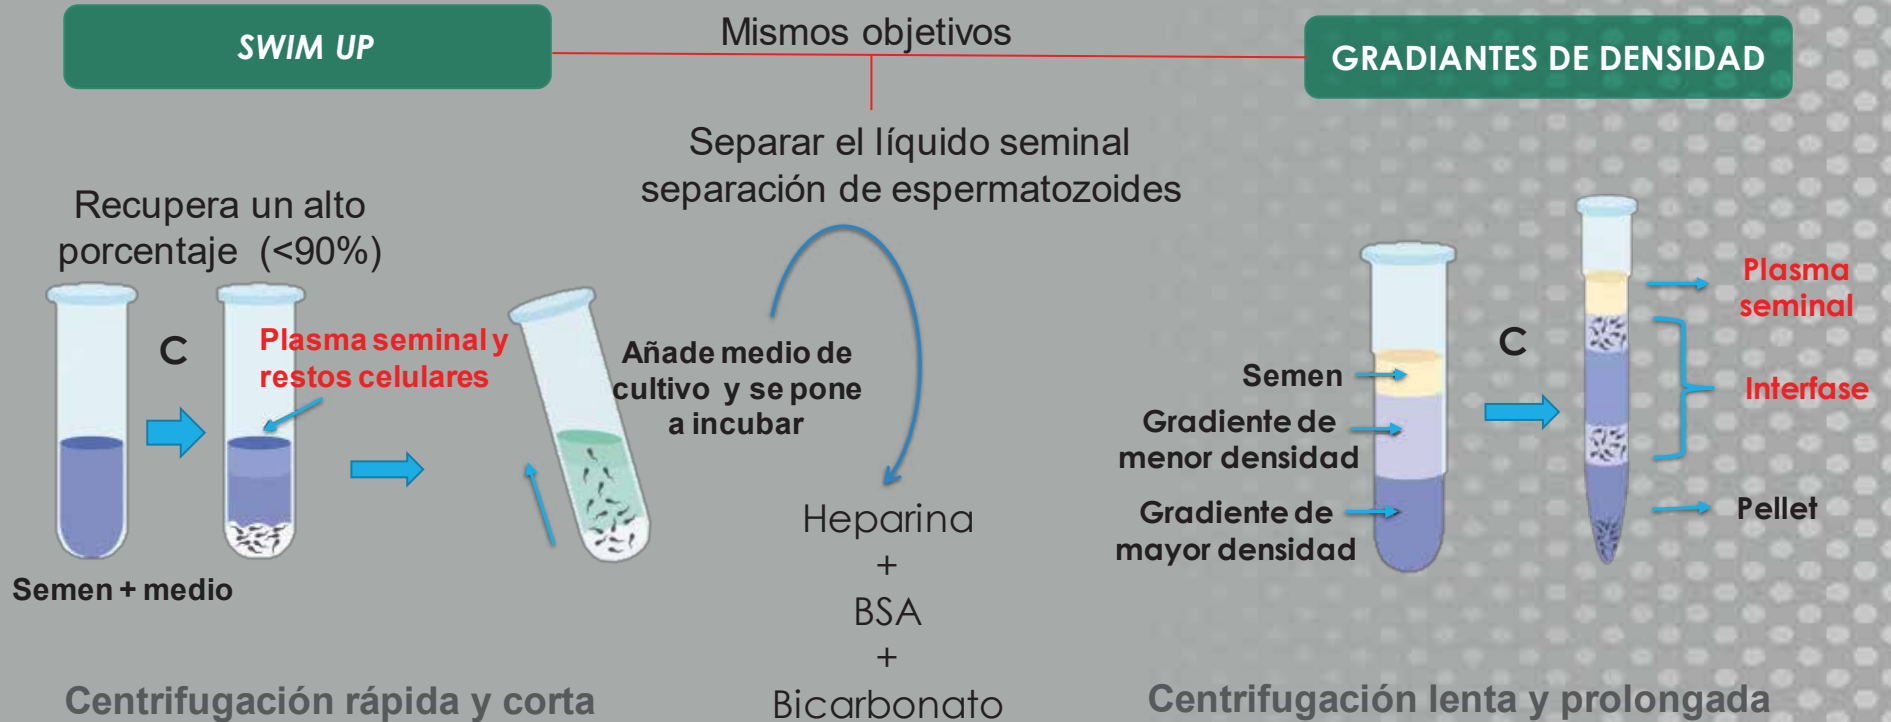 SWIM UP
Mismos objetivos
GRADIANTES DE DENSIDAD
Separar el líquido seminal
separación de espermatozoides
Recupera un alto
porcentaje (<90%)
C
Plasma seminal y
restos celulares
Semen + medio
Añade medio de
cultivo y se pone
a incubar
Heparina
+
BSA
+
Bicarbonato
Centrifugación rápida y corta
Semen
Gradiente de
menor densidad
Gradiente de
mayor densidad
C
Plasma
seminal
Interfase
Pellet
Centrifugación lenta y prolongada